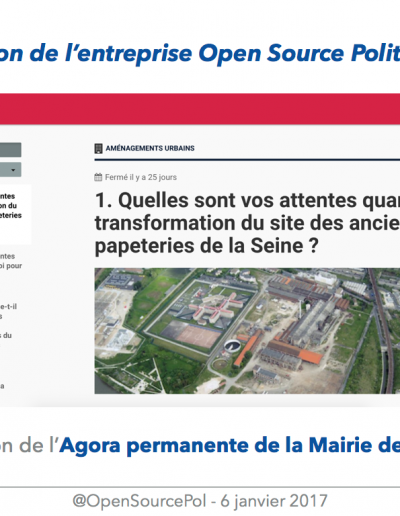 on de l'entreprise Open Source Polit
AMÉNAGEMENTS URBAINS
Fermé il y a 25 jours
1. Quelles sont vos attentes quan
transformation du site des ancie
papeteries de la Seine ?
ntes
on du
peteries
ntes
oi pour
e-t-il
s
s du
a
on de l'Agora permanente de la Mairie de
@OpenSourcePol - 6 janvier 2017